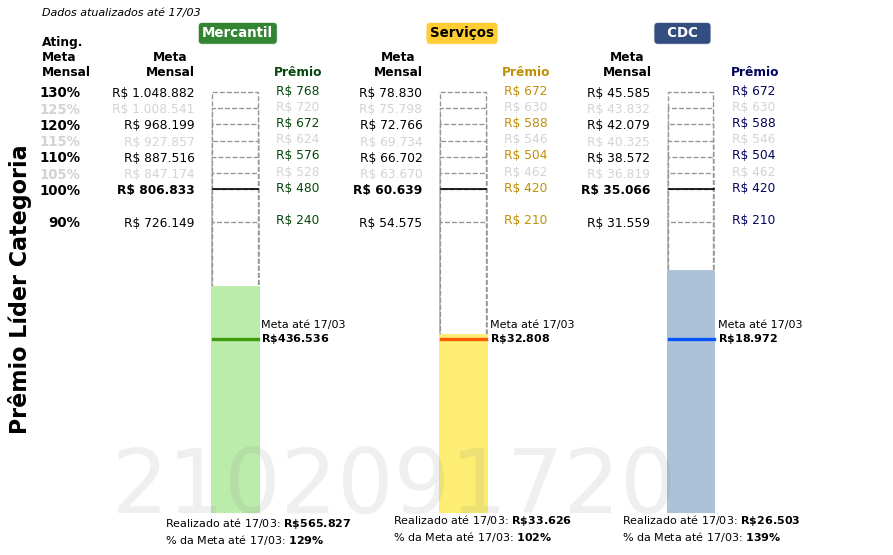 Dados atualizados até 17/03
Mercantil Serviços CDC
Ating.
Meta Meta Meta Meta
Mensal Mensal Prêmio Mensal Prêmio Mensal Prêmio
130% R$ 1.048.882 R$ 768 R$ 78.830 R$ 672 R$ 45.585 R$ 672
125% R$ 1.008.541 R$ 720 R$ 75.798 R$ 630 R$ 43.832 R$ 630
120% R$ 968.199 R$ 672 R$ 72.766 R$ 588 R$ 42.079 R$ 588
115% R$ 927.857 R$ 624 R$ 69.734 R$ 546 R$ 40.325 R$ 546
110% R$ 887.516 R$ 576 R$ 66.702 R$ 504 R$ 38.572 R$ 504
105% R$ 847.174 R$ 528 R$ 63.670 R$ 462 R$ 36.819 R$ 462
100% R$ 806.833 R$ 480 R$ 60.639 R$ 420 R$ 35.066 R$ 420
90% R$ 726.149 R$ 240 R$ 54.575 R$ 210 R$ 31.559 R$ 210
Prêmio Líder Categoria
Meta até 17/03 Meta até 17/03 Meta até 17/03
R$436.536 R$32.808 R$18.972
2102091720
Realizado até 17/03: R$565.827 Realizado até 17/03: R$33.626 Realizado até 17/03: R$26.503
% da Meta até 17/03: 129% % da Meta até 17/03: 102% % da Meta até 17/03: 139%